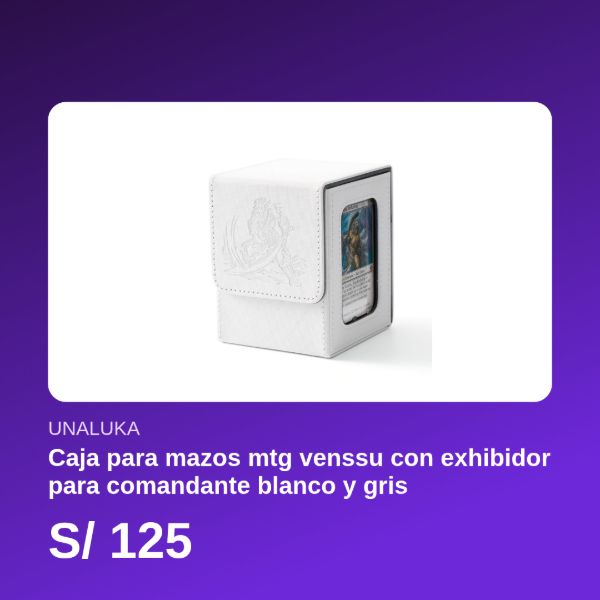 UNALUKA
Caja para mazos mtg venssu con exhibidor
para comandante blanco y gris
S/ 125